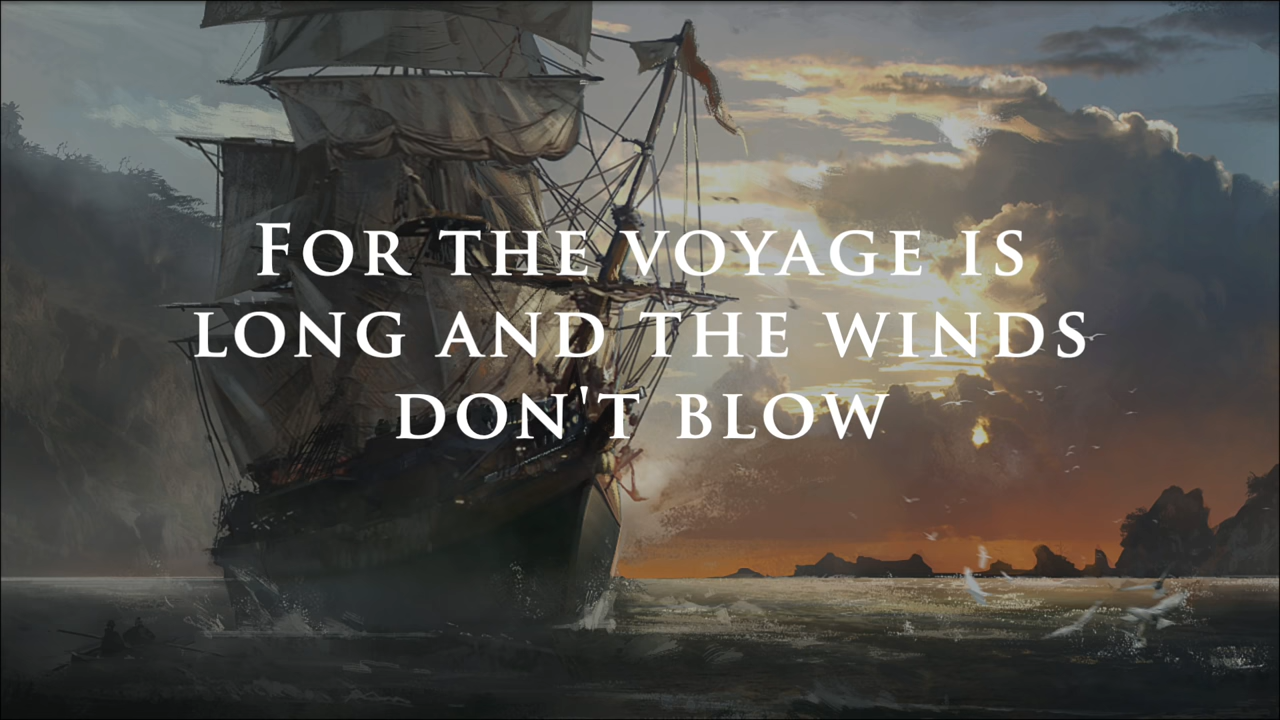 For the voyage is
long and the winds
don't blow